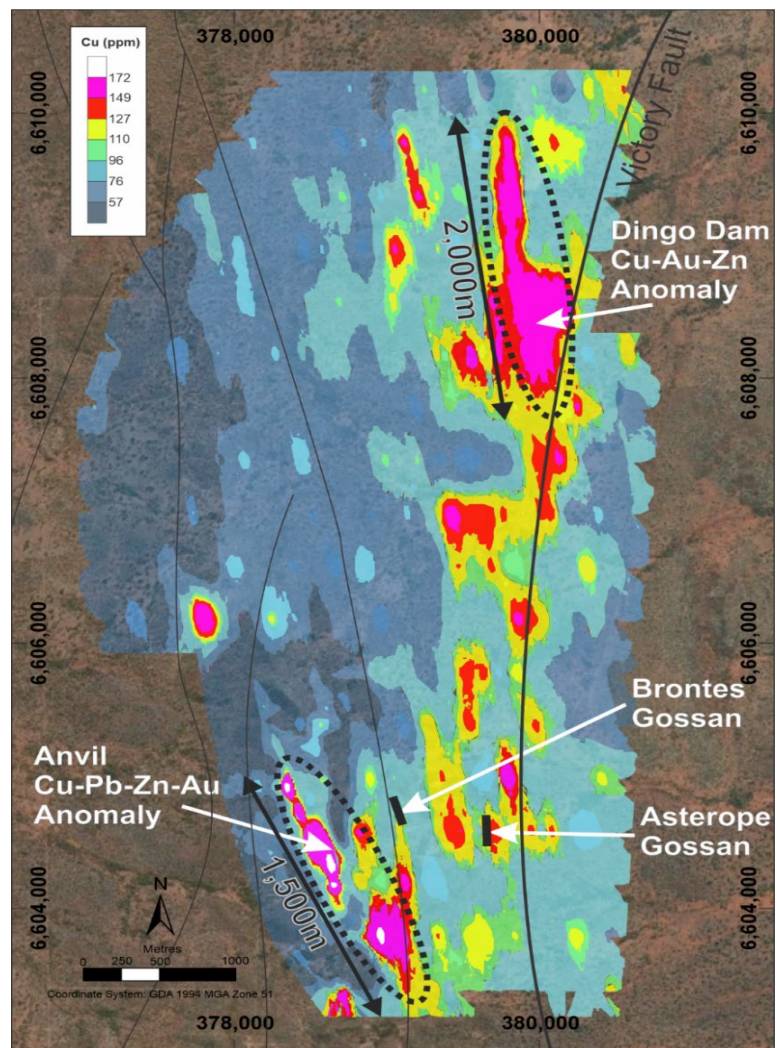 Cu (ppm)
172
149
127
110
96
76
57
378,000
380,000
6,610,000
6,610,000
Victory Fault
2,000m
Dingo Dam
Cu-Au-Zn
Anomaly
6,608,000
6,608,000
6,606,000
6,606,000
Brontes
Gossan
Anvil
Cu-Pb-Zn-Au
Anomaly
Asterope
Gossan
1,500m
6,604,000
6,604,000
N
Metres
0 250 500 1000
Coordinate System: GDA 1994 MGA Zone 51
378,000
380,000